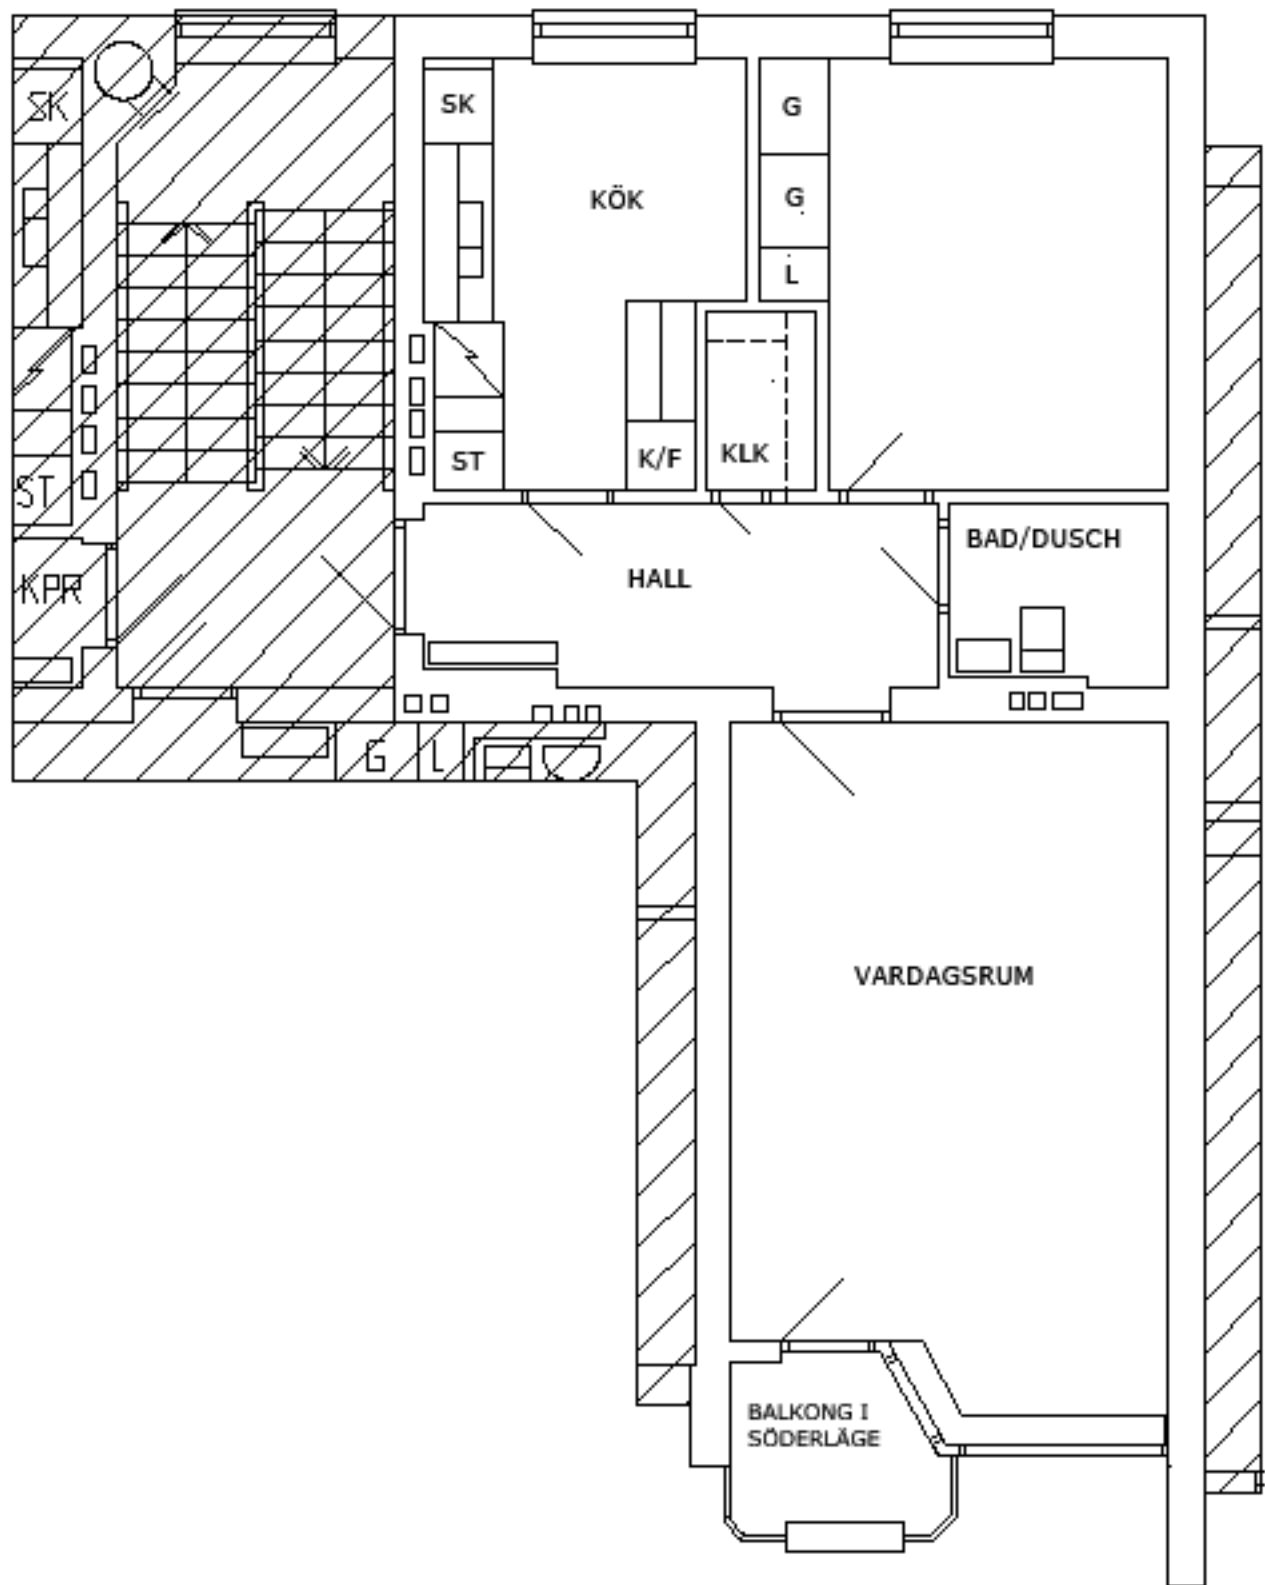 SK
SK
G
KÖK
G
L
ST
ST
K/F
KLK
BAD/DUSCH
HALL
KPR
G
L
VARDAGSRUM
BALKONG I
SÖDERLÄGE